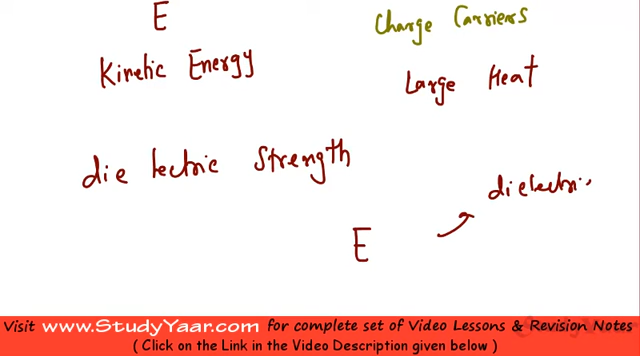 E
Charge Carriers
Kinetic Energy
Large Heat
die lectric Strength
dielectric
E
Visit www.StudyYaar.com for complete set of Video Lessons & Revision Notes
( Click on the Link in the Video Description given below )